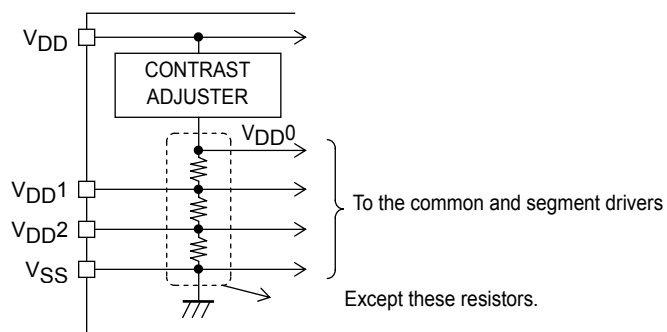 VDD
CONTRAST
ADJUSTER
VDD0
VDD1
To the common and segment drivers
VDD2
VSS
Except these resistors.